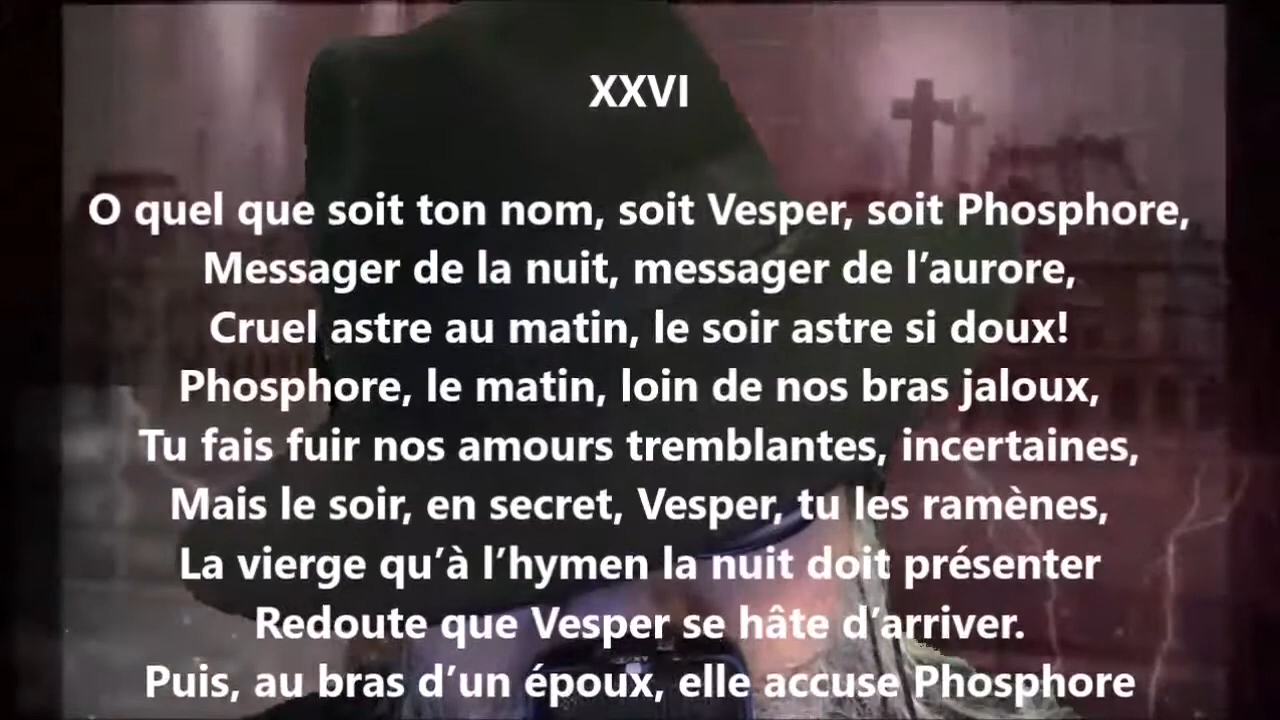 XXVI
O quel que soit ton nom, soit Vesper, soit Phosphore,
Messager de la nuit, messager de l’aurore,
Cruel astre au matin, le soir astre si doux!
Phosphore, le matin, loin de nos bras jaloux,
Tu fais fuir nos amours tremblantes, incertaines,
Mais le soir, en secret, Vesper, tu les ramènes,
La vierge qu’à l’hymen la nuit doit présenter
Redoute que Vesper se hâte d’arriver.
Puis, au bras d’un époux, elle accuse Phosphore